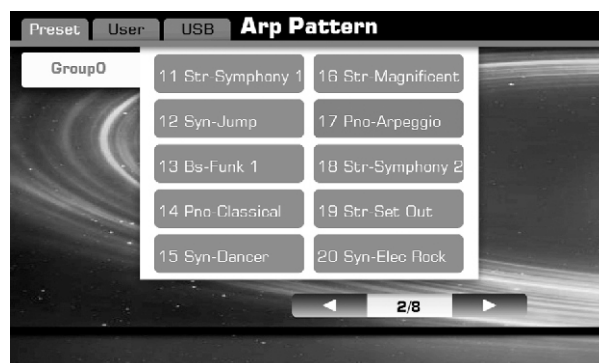 Preset User USB Arp Pattern
Group0
11 Str-Symphony 1 16 Str-Magnificent
12 Syn-Jump 17 Pno-Arpeggio
13 Bs-Funk 1 18 Str-Symphony 2
14 Pno-Classical 19 Str-Set Out
15 Syn-Dancer 20 Syn-Elec Rock
2/8